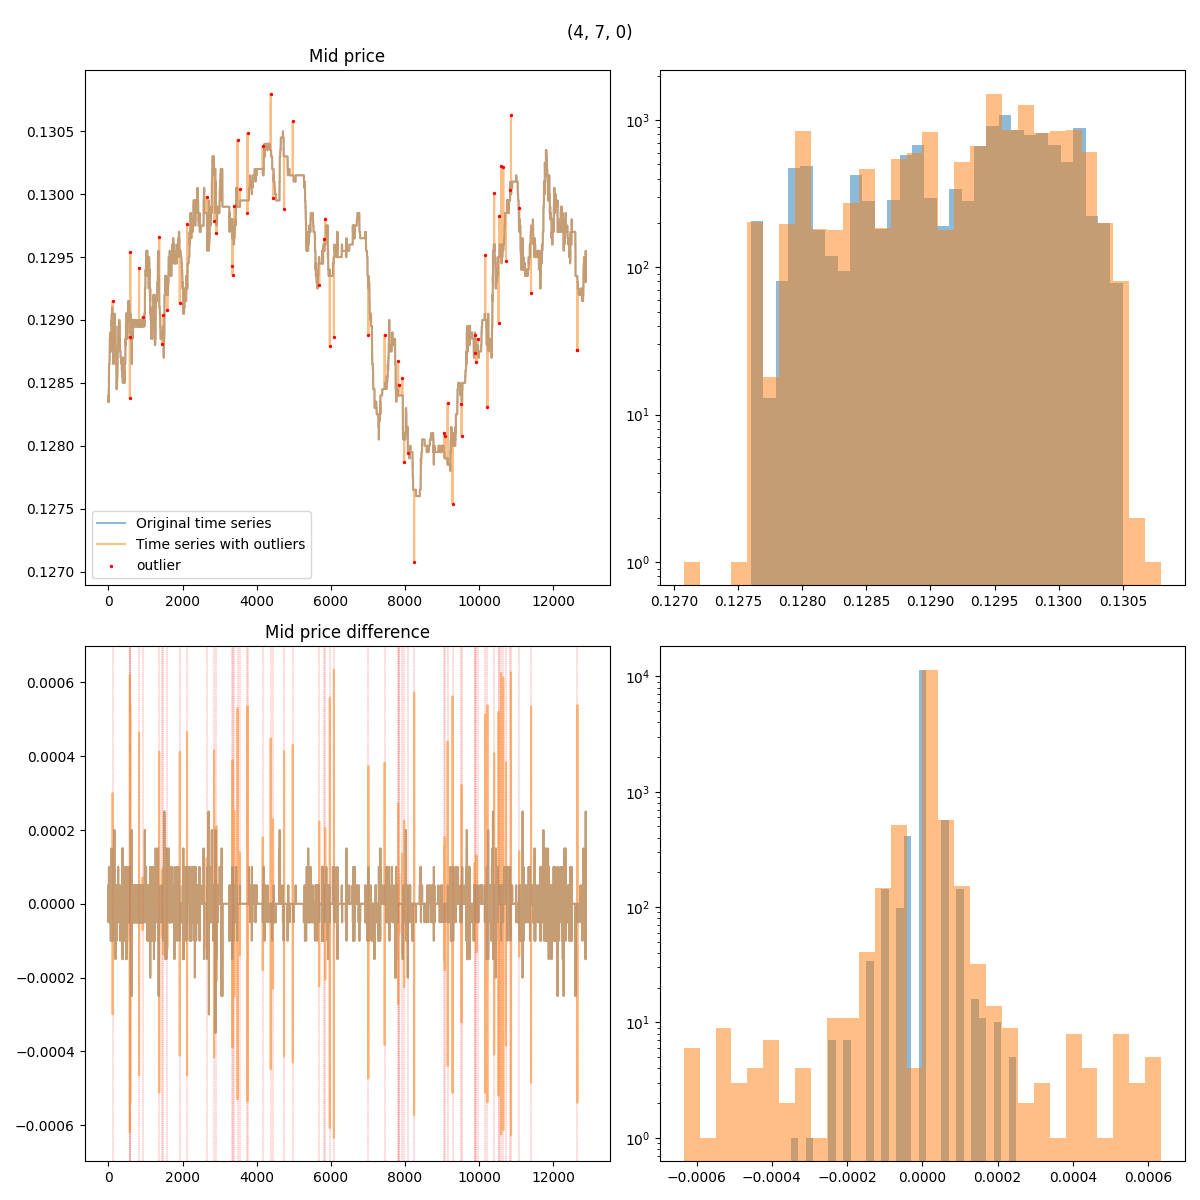 (4, 7, 0)
Mid price
0.1305
0.1300
0.1295
0.1290
0.1285
0.1280
0.1275
0.1270
Original time series
Time series with outliers
outlier
0 2000 4000 6000 8000 10000 12000
10³
10²
10¹
10⁰
0.1270 0.1275 0.1280 0.1285 0.1290 0.1295 0.1300 0.1305
Mid price difference
0.0006
0.0004
0.0002
0.0000
−0.0002
−0.0004
−0.0006
0 2000 4000 6000 8000 10000 12000
10⁴
10³
10²
10¹
10⁰
−0.0006 −0.0004 −0.0002 0.0000 0.0002 0.0004 0.0006